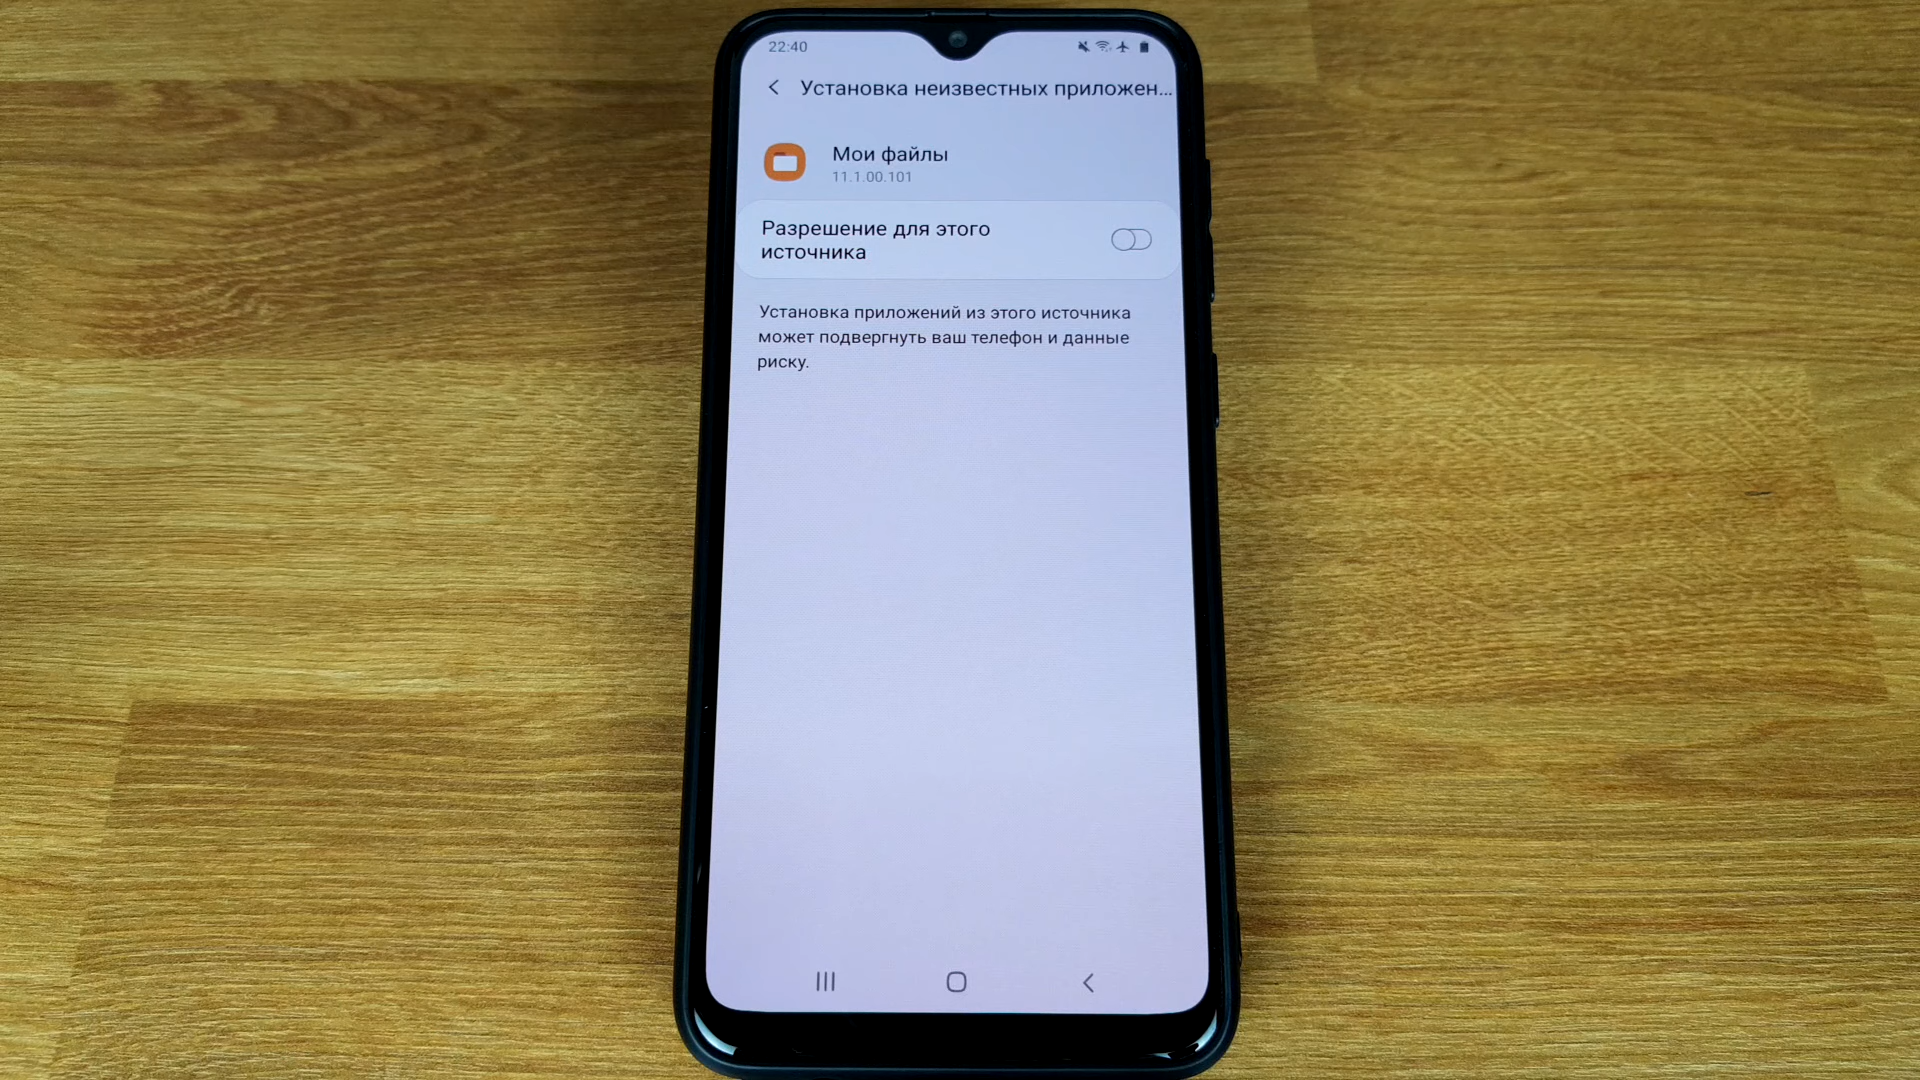 22:40
Установка неизвестных приложен...
Мои файлы
11.1.00.101
Разрешение для этого
источника
Установка приложений из этого источника
может подвергнуть ваш телефон и данные
риску.